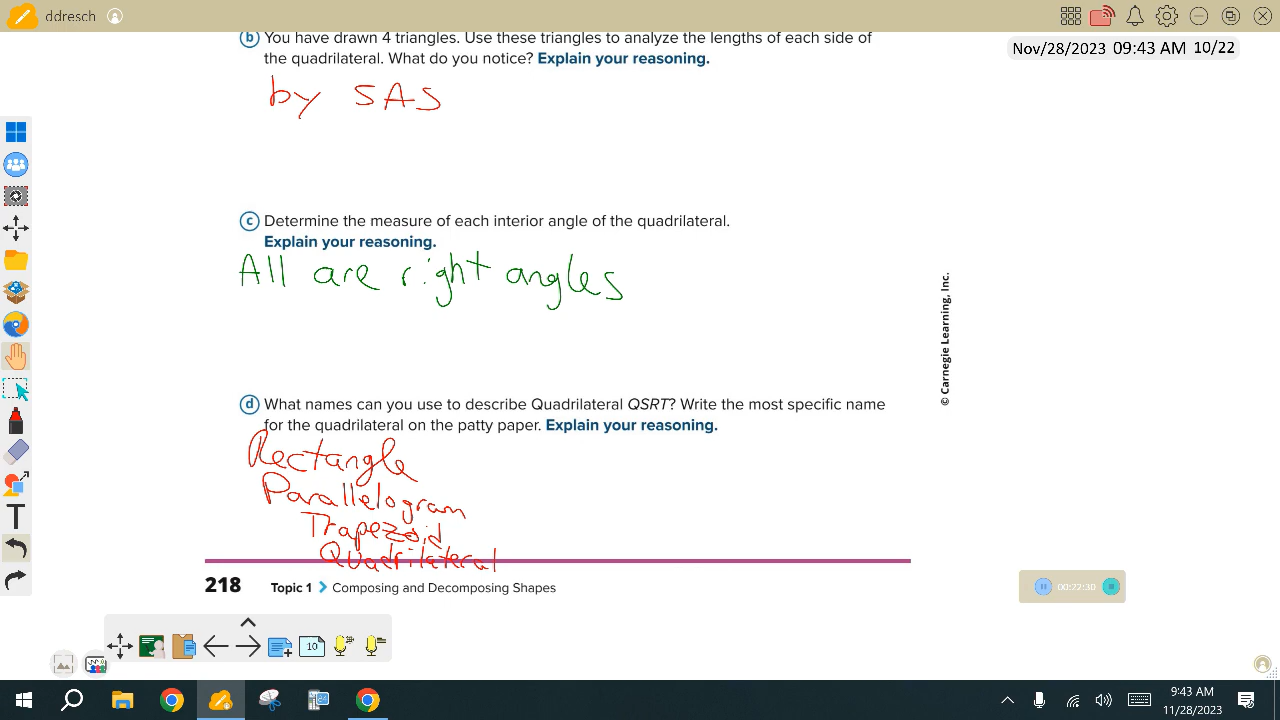 ddresch
Nov/28/2023 09:43 AM 10/22
b You have drawn 4 triangles. Use these triangles to analyze the lengths of each side of
the quadrilateral. What do you notice? Explain your reasoning.
by SAS
c Determine the measure of each interior angle of the quadrilateral.
Explain your reasoning.
All are right angles
© Carnegie Learning, Inc.
d What names can you use to describe Quadrilateral QSRT? Write the most specific name
for the quadrilateral on the patty paper. Explain your reasoning.
Rectangle
Parallelogram
Trapezoid
Quadrilateral
218 Topic 1 > Composing and Decomposing Shapes
00:22:30
T
10
9:43 AM
11/28/2023